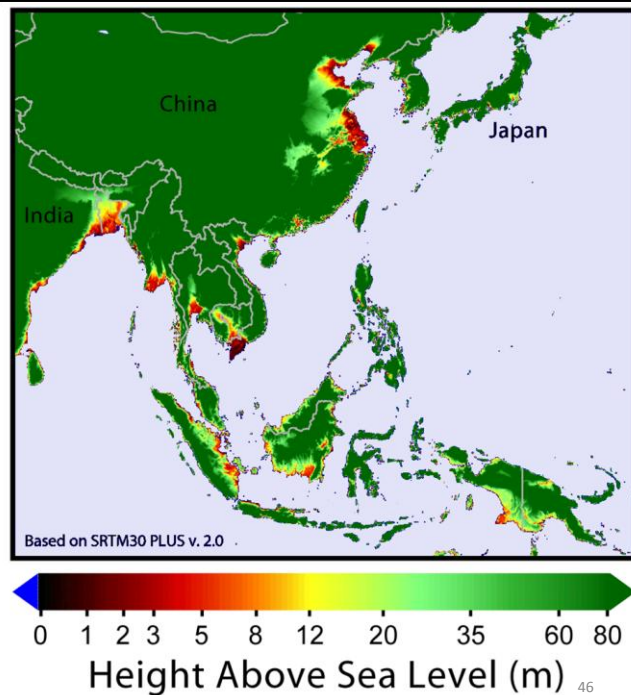 China
Japan
India
Based on SRTM30 PLUS v. 2.0
0 1 2 3 5 8 12 20 35 60 80
Height Above Sea Level (m)
46